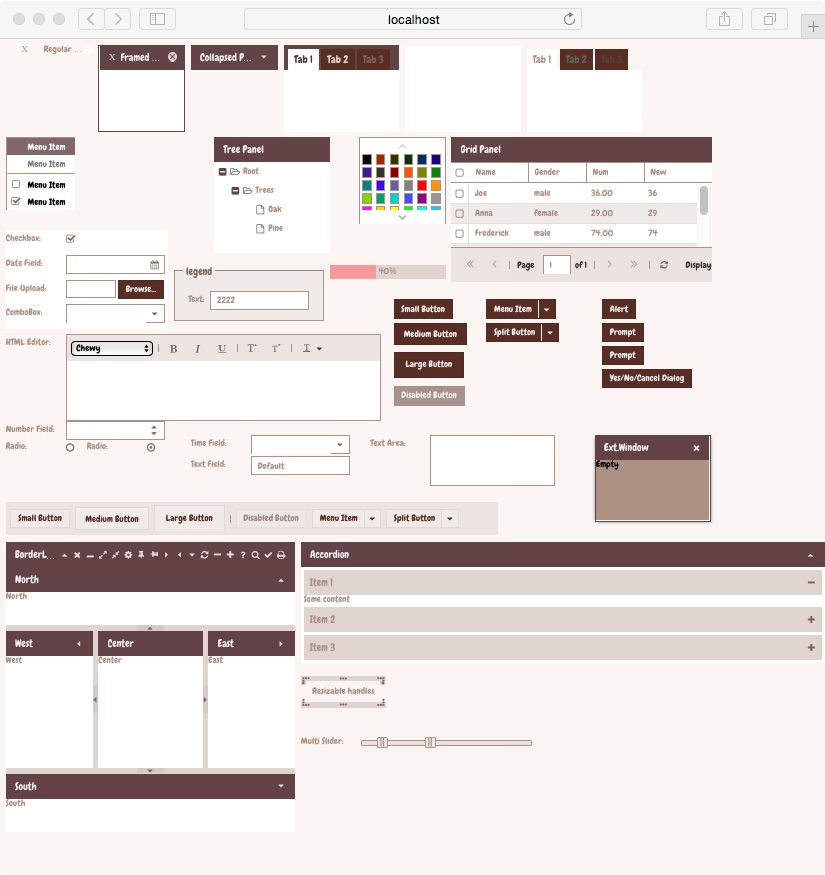 localhost
X Regular ...
X Framed ...
Collapsed P...
Tab 1 Tab 2 Tab 3
Tab 1 Tab 2 Tab 3
Menu Item
Menu Item
Menu Item
Menu Item
Tree Panel
Root
Trees
Oak
Pine
Grid Panel
Name Gender Num New
Joe male 36.00 36
Anna female 29.00 29
Frederick male 74.00 74
Page 1 of 1 Display
Checkbox:
Date Field:
File Upload: Browse...
ComboBox:
legend
Text: 2222
40%
Small Button
Medium Button
Large Button
Disabled Button
Menu Item
Split Button
Alert
Prompt
Prompt
Yes/No/Cancel Dialog
HTML Editor:
Chewy B I U T T T
Number Field:
Radio: Radio:
Time Field:
Text Field: Default
Text Area:
Ext.Window
Empty
Small Button Medium Button Large Button Disabled Button Menu Item Split Button
BorderL...
North
North
West
West
Center
Center
East
East
South
South
Accordion
Item 1
Some content
Item 2
Item 3
Resizable handles
Multi Slider: